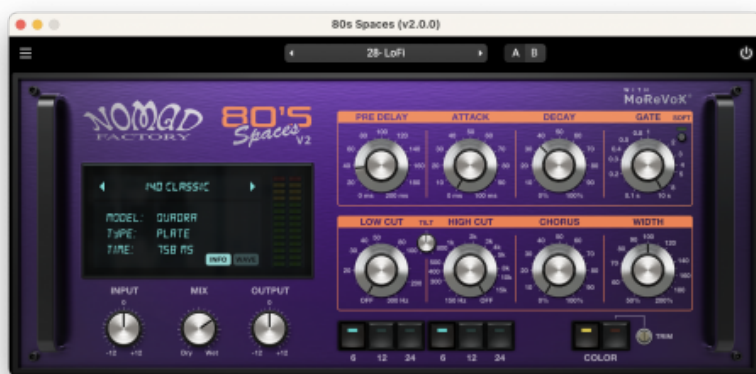 80s Spaces (v2.0.0)
28- LoFi
A B
NOMAD FACTORY
80'S Spaces V2
WITH MoReVoX
PRE DELAY ATTACK DECAY GATE SOFT
0 ms 200 ms 0 ms 100 ms 0% 100% 0.1 s 10 s
140 CLASSIC
MODEL: QUADRA
TYPE: PLATE
TIME: 758 MS
INFO WAVE
LOW CUT TILT HIGH CUT CHORUS WIDTH
OFF 200 Hz 100 Hz OFF 0% 100% 50% 200%
INPUT MIX OUTPUT
0 0
-12 +12 Dry Wet -12 +12
6 12 24 6 12 24
COLOR TRIM